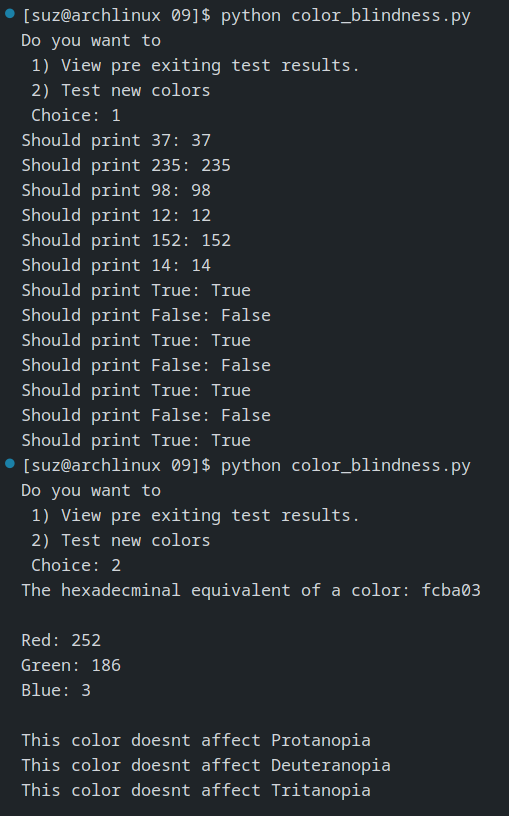 [suz@archlinux 09]$ python color_blindness.py
Do you want to
 1) View pre exiting test results.
 2) Test new colors
 Choice: 1
Should print 37: 37
Should print 235: 235
Should print 98: 98
Should print 12: 12
Should print 152: 152
Should print 14: 14
Should print True: True
Should print False: False
Should print True: True
Should print False: False
Should print True: True
Should print False: False
Should print True: True
[suz@archlinux 09]$ python color_blindness.py
Do you want to
 1) View pre exiting test results.
 2) Test new colors
 Choice: 2
The hexadecminal equivalent of a color: fcba03

Red: 252
Green: 186
Blue: 3

This color doesnt affect Protanopia
This color doesnt affect Deuteranopia
This color doesnt affect Tritanopia